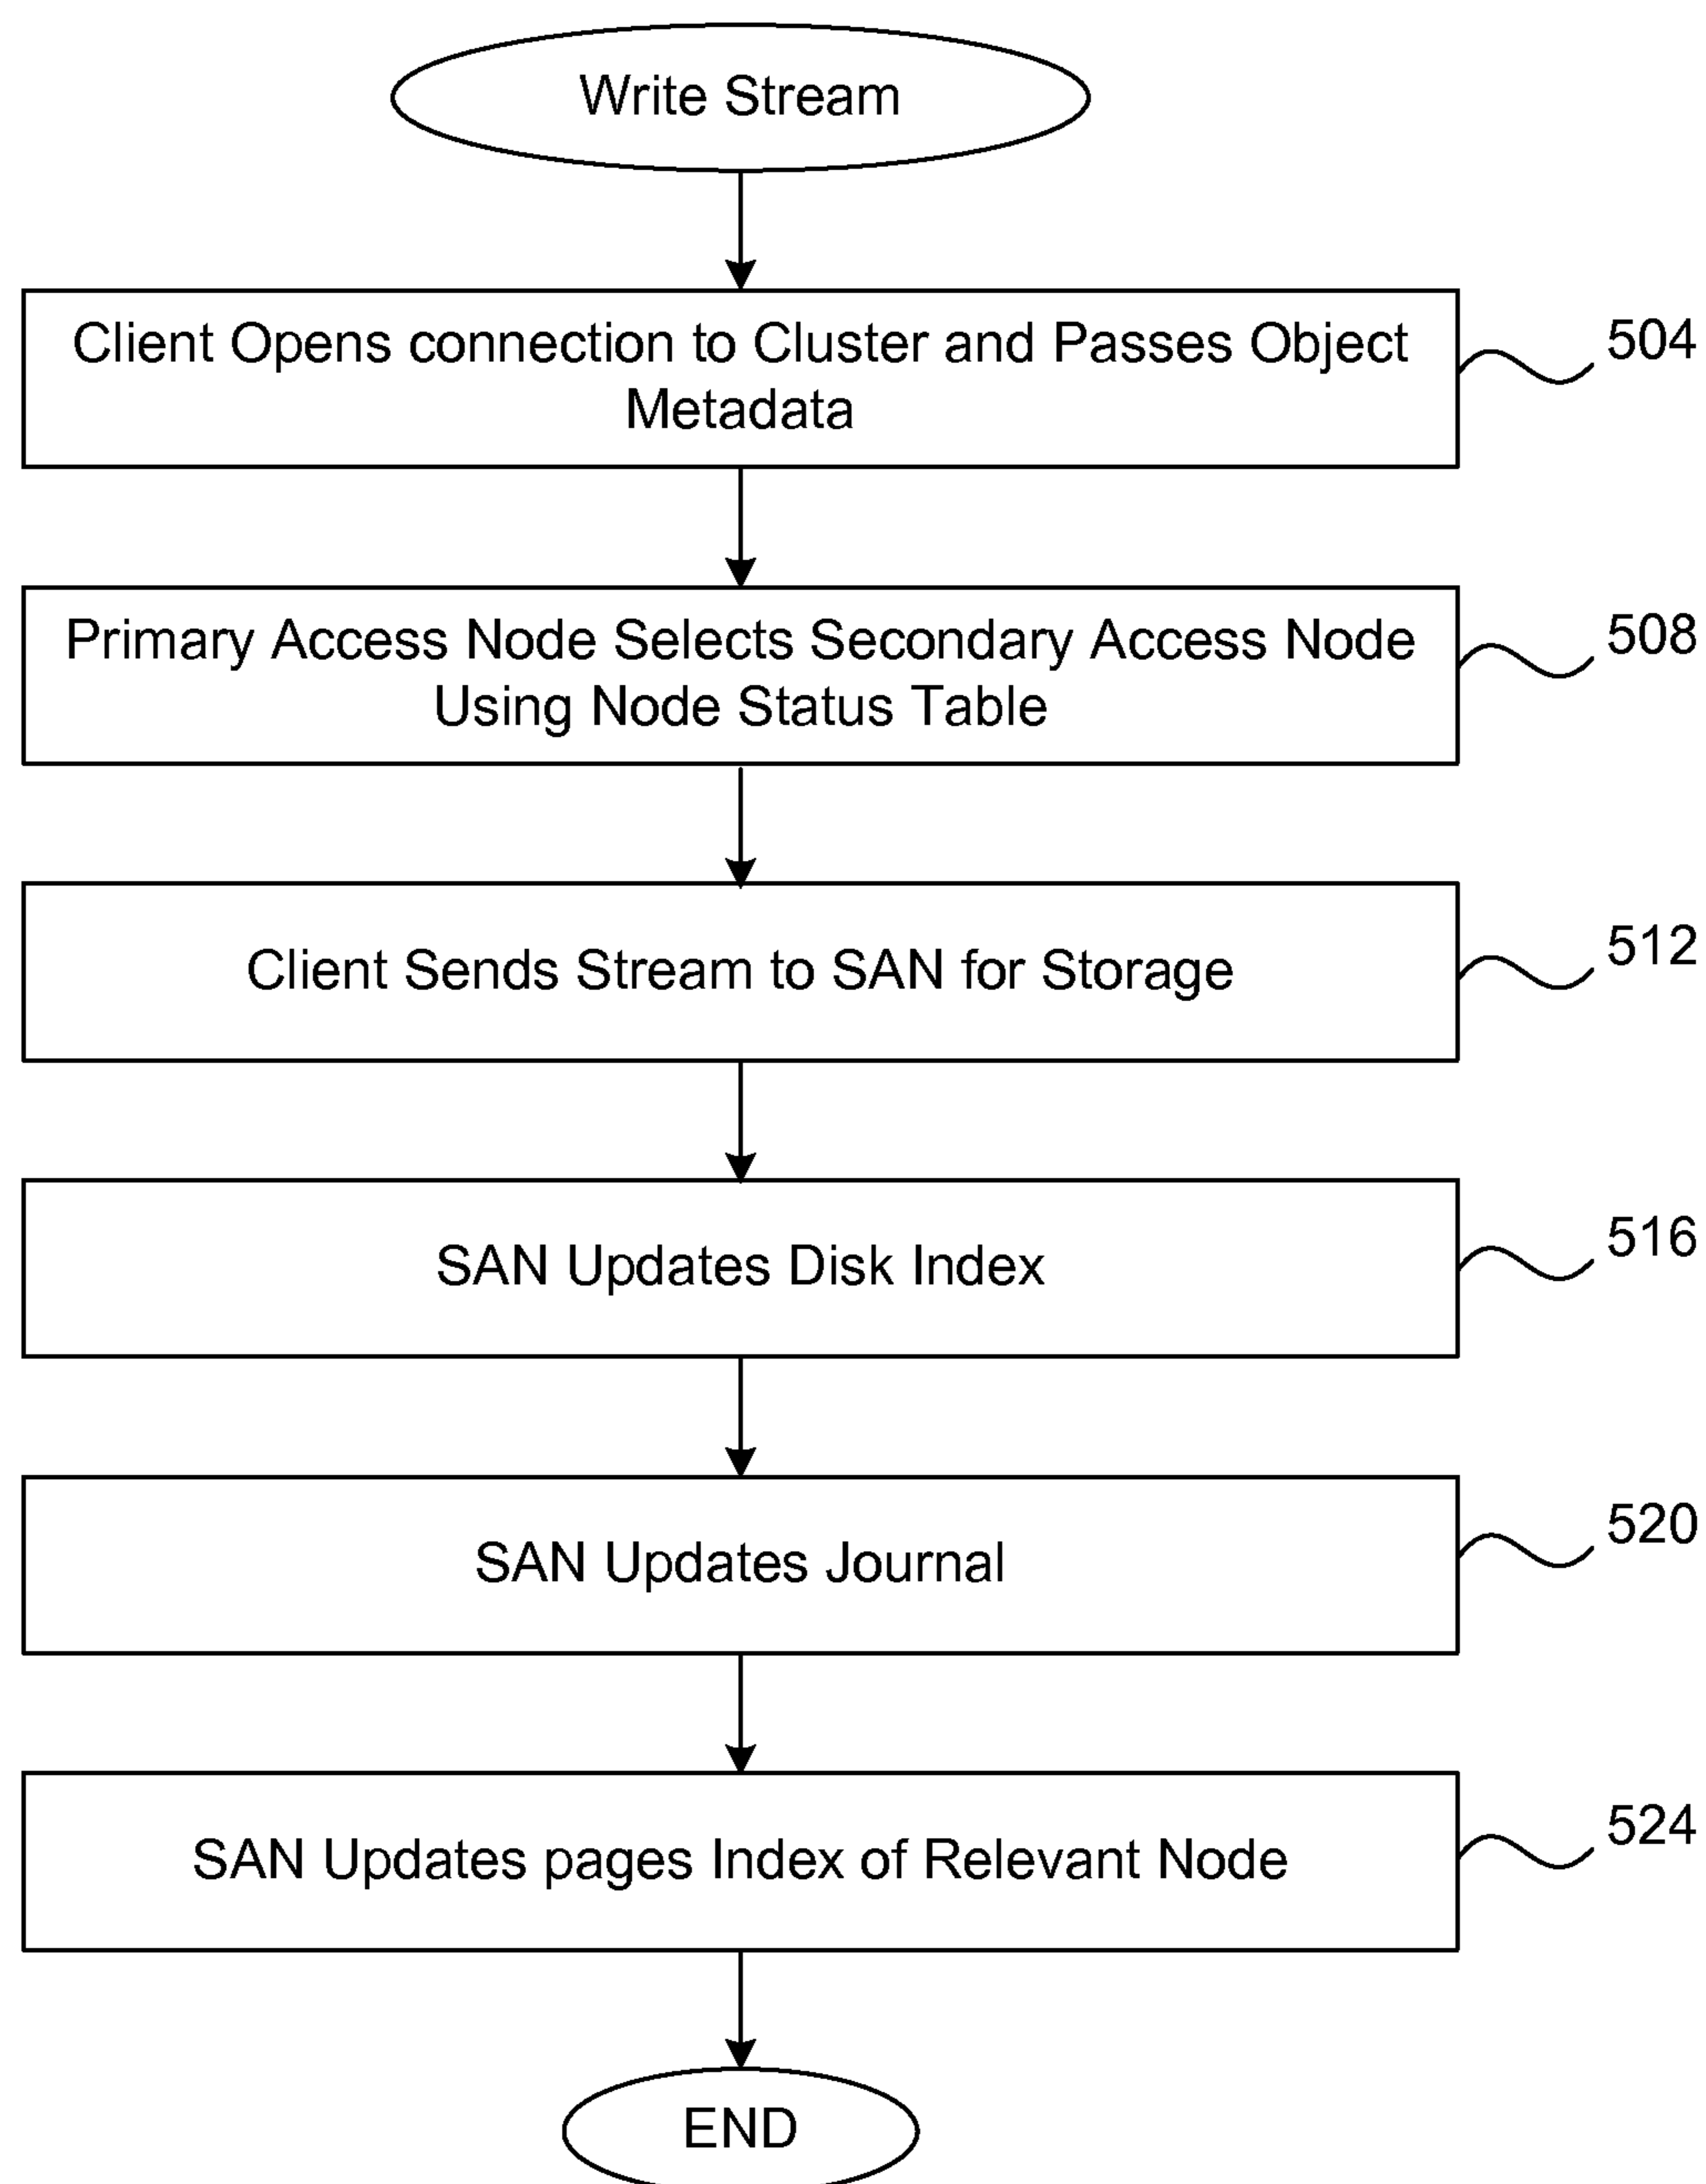 Write Stream
Client Opens connection to Cluster and Passes Object
Metadata
504
Primary Access Node Selects Secondary Access Node
Using Node Status Table
508
Client Sends Stream to SAN for Storage
512
SAN Updates Disk Index
516
SAN Updates Journal
520
SAN Updates pages Index of Relevant Node
524
END